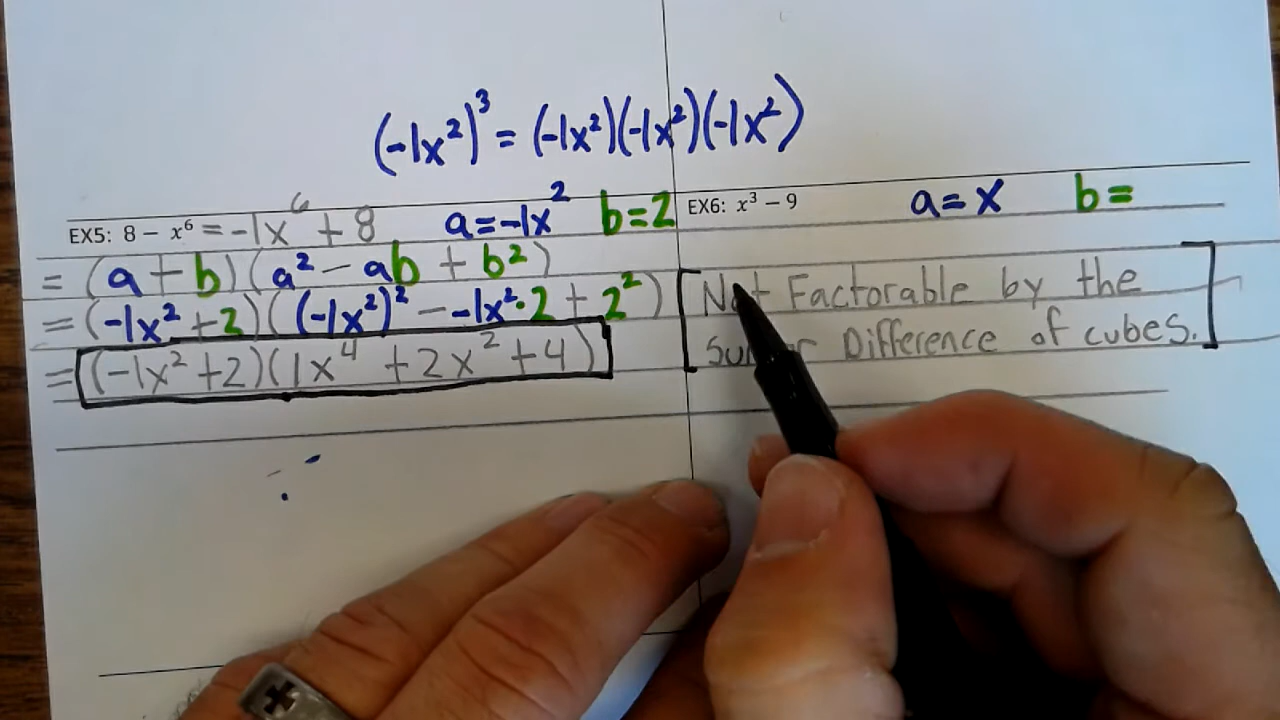 (-1x²)³ = (-1x²)(-1x²)(-1x²)
EX5: 8 − x⁶ = -1x⁶ + 8 a = -1x² b = 2
= (a + b)(a² - ab + b²)
= (-1x² + 2)((-1x²)² - -1x²·2 + 2²)
= (-1x² + 2)(1x⁴ + 2x² + 4)
EX6: x³ − 9 a = x b =
Not Factorable by the
Difference of cubes.